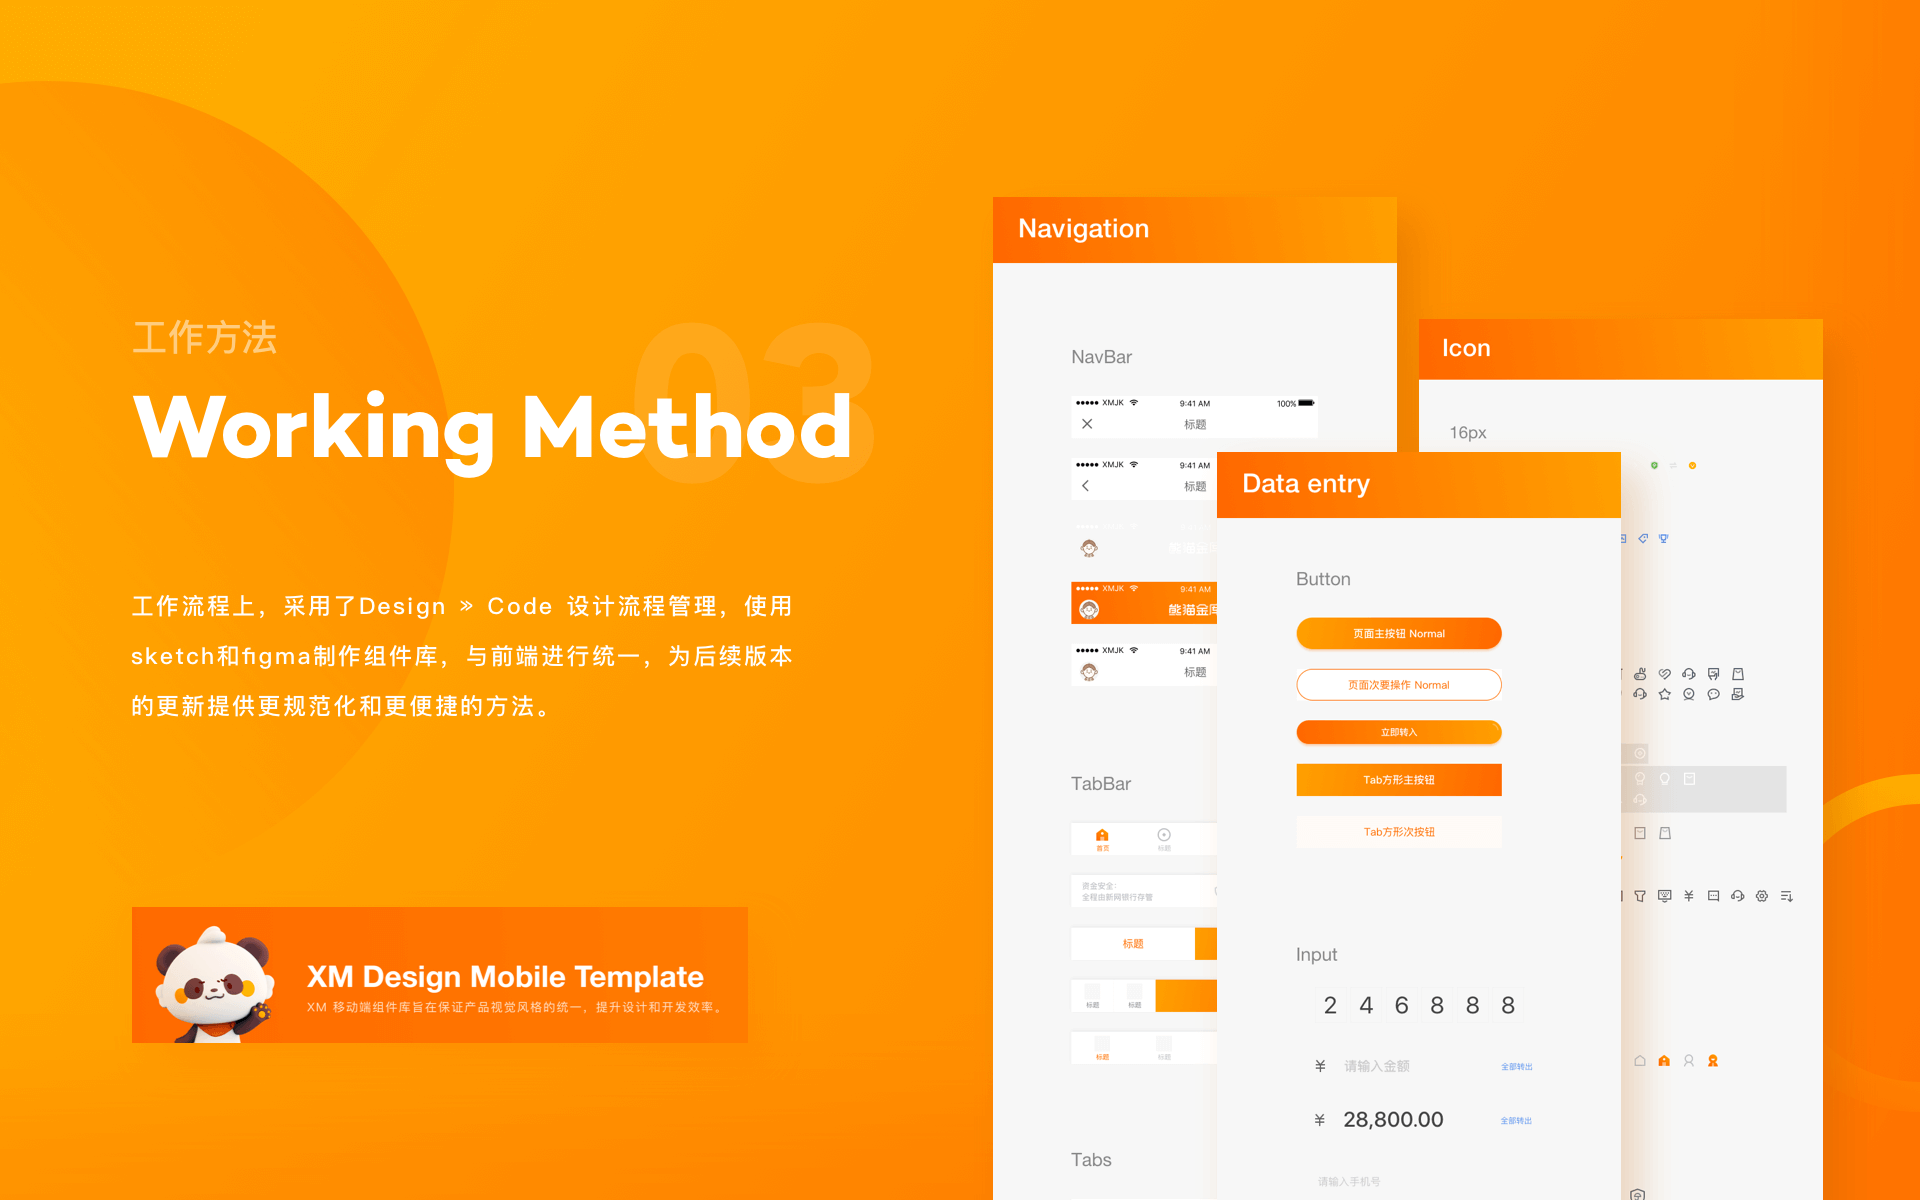 工作方法
03
Working Method
工作流程上，采用了Design » Code 设计流程管理，使用
sketch和figma制作组件库，与前端进行统一，为后续版本
的更新提供更规范化和更便捷的方法。
XM Design Mobile Template
XM 移动端组件库旨在保证产品视觉风格的统一，提升设计和开发效率。
Navigation
NavBar
XMJK 9:41 AM 100%
标题
XMJK 9:41 AM
标题
熊猫金
XMJK 9:41 AM
熊猫金库
XMJK 9:41 AM
标题
TabBar
首页 标题
资金安全：
全程由新网银行存管
标题
标题 标题
标题 标题
Tabs
Data entry
Button
页面主按钮 Normal
页面次要操作 Normal
立即转入
Tab方形主按钮
Tab方形次按钮
Input
2 4 6 8 8 8
¥ 请输入金额 全部转出
¥ 28,800.00 全部转出
请输入手机号
Icon
16px